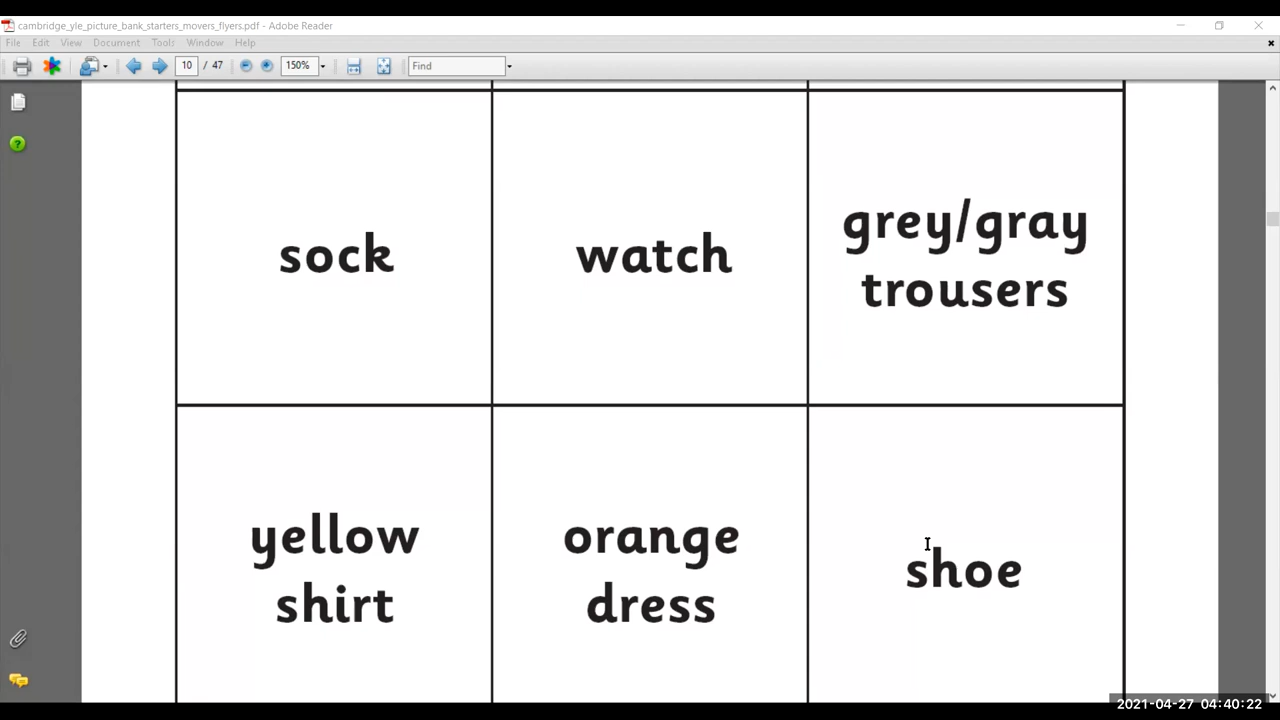 cambridge_yle_picture_bank_starters_movers_flyers.pdf - Adobe Reader
File Edit View Document Tools Window Help
10 / 47 150% Find
sock watch grey/gray
trousers
yellow orange shoe
shirt dress
2021-04-27 04:40:22